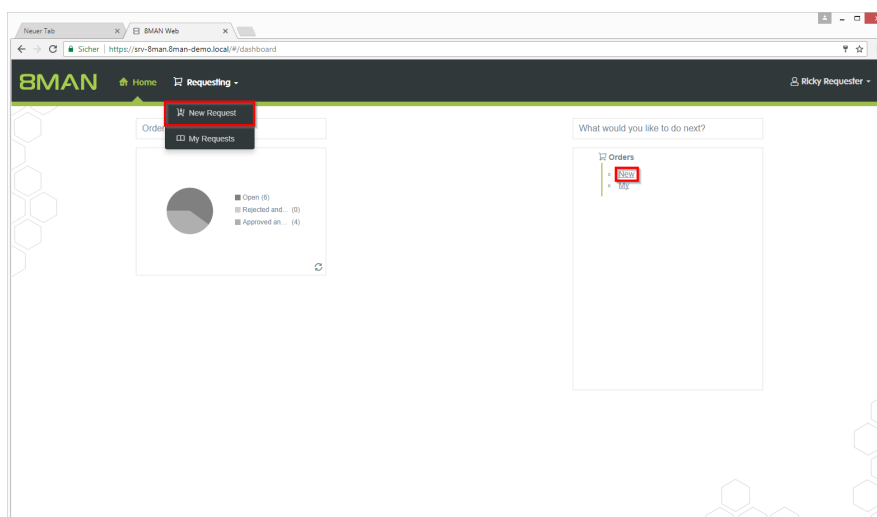 Neuer Tab
8MAN Web
Sicher | https://srv-8man.8man-demo.local/#/dashboard
8MAN Home Requesting Ricky Requester
New Request
My Requests
Order
What would you like to do next?
Orders
New
My
Open (6)
Rejected and... (0)
Approved an... (4)